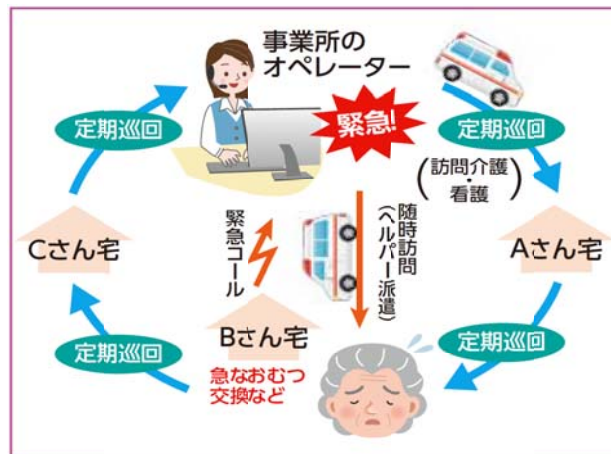 事業所の
オペレーター
緊急!
定期巡回
定期巡回
(訪問介護
・
看護)
随時訪問
(ヘルパー派遣)
緊急コール
Cさん宅
Aさん宅
Bさん宅
定期巡回
定期巡回
急なおむつ
交換など